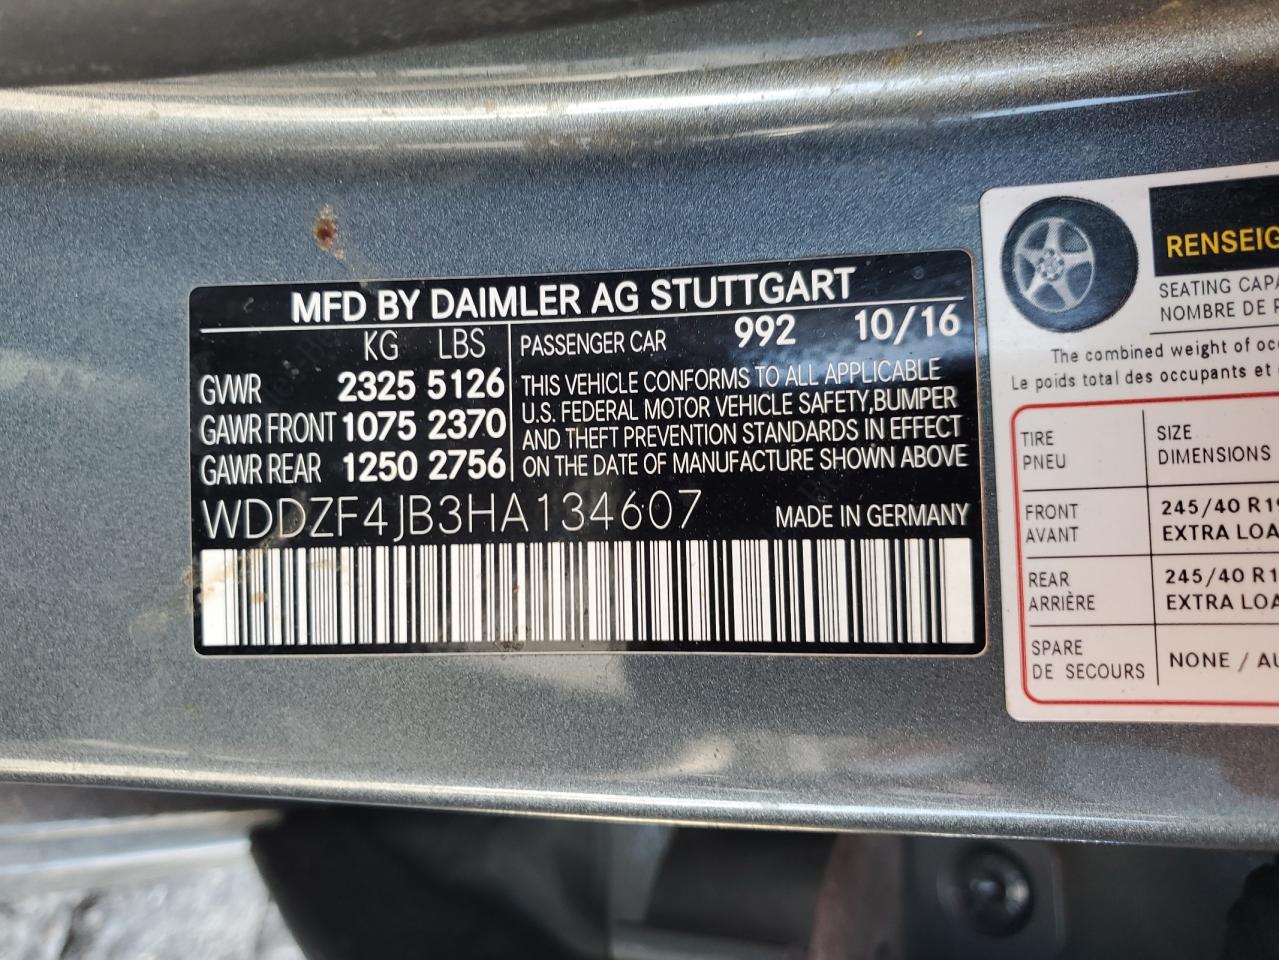 MFD BY DAIMLER AG STUTTGART
KG LBS
GVWR 2325 5126
GAWR FRONT 1075 2370
GAWR REAR 1250 2756
PASSENGER CAR 992 10/16
THIS VEHICLE CONFORMS TO ALL APPLICABLE
U.S. FEDERAL MOTOR VEHICLE SAFETY,BUMPER
AND THEFT PREVENTION STANDARDS IN EFFECT
ON THE DATE OF MANUFACTURE SHOWN ABOVE
WDDZF4JB3HA134607 MADE IN GERMANY
RENSEIG
SEATING CAPA
NOMBRE DE P
The combined weight of occ
Le poids total des occupants et
TIRE SIZE
PNEU DIMENSIONS
FRONT 245/40 R1
AVANT EXTRA LOA
REAR 245/40 R1
ARRIÈRE EXTRA LOA
SPARE
DE SECOURS NONE / AU